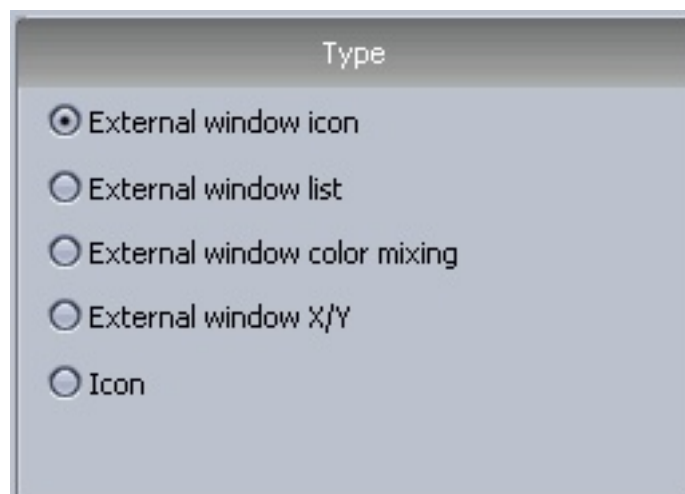 Type
External window icon
External window list
External window color mixing
External window X/Y
Icon